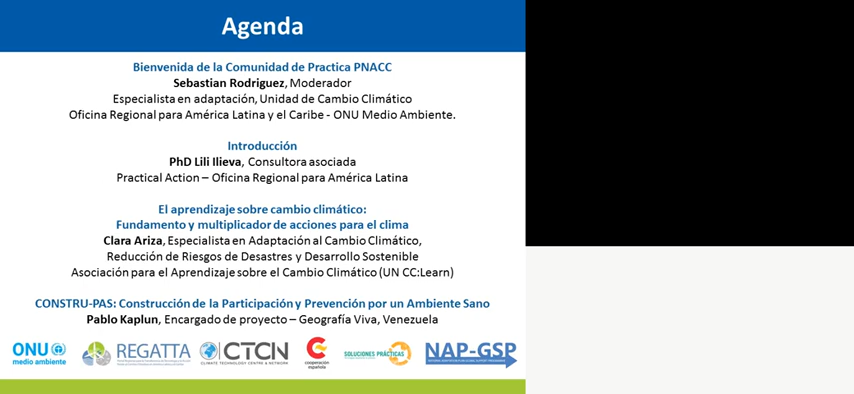 Agenda
Bienvenida de la Comunidad de Practica PNACC
Sebastian Rodriguez, Moderador
Especialista en adaptación, Unidad de Cambio Climático
Oficina Regional para América Latina y el Caribe - ONU Medio Ambiente.
Introducción
PhD Lili Ilieva, Consultora asociada
Practical Action – Oficina Regional para América Latina
El aprendizaje sobre cambio climático:
Fundamento y multiplicador de acciones para el clima
Clara Ariza, Especialista en Adaptación al Cambio Climático,
Reducción de Riesgos de Desastres y Desarrollo Sostenible
Asociación para el Aprendizaje sobre el Cambio Climático (UN CC:Learn)
CONSTRU-PAS: Construcción de la Participación y Prevención por un Ambiente Sano
Pablo Kaplun, Encargado de proyecto – Geografía Viva, Venezuela
ONU
medio ambiente
REGATTA
CTCN
CLIMATE TECHNOLOGY CENTRE & NETWORK
cooperación
española
SOLUCIONES PRÁCTICAS
NAP-GSP